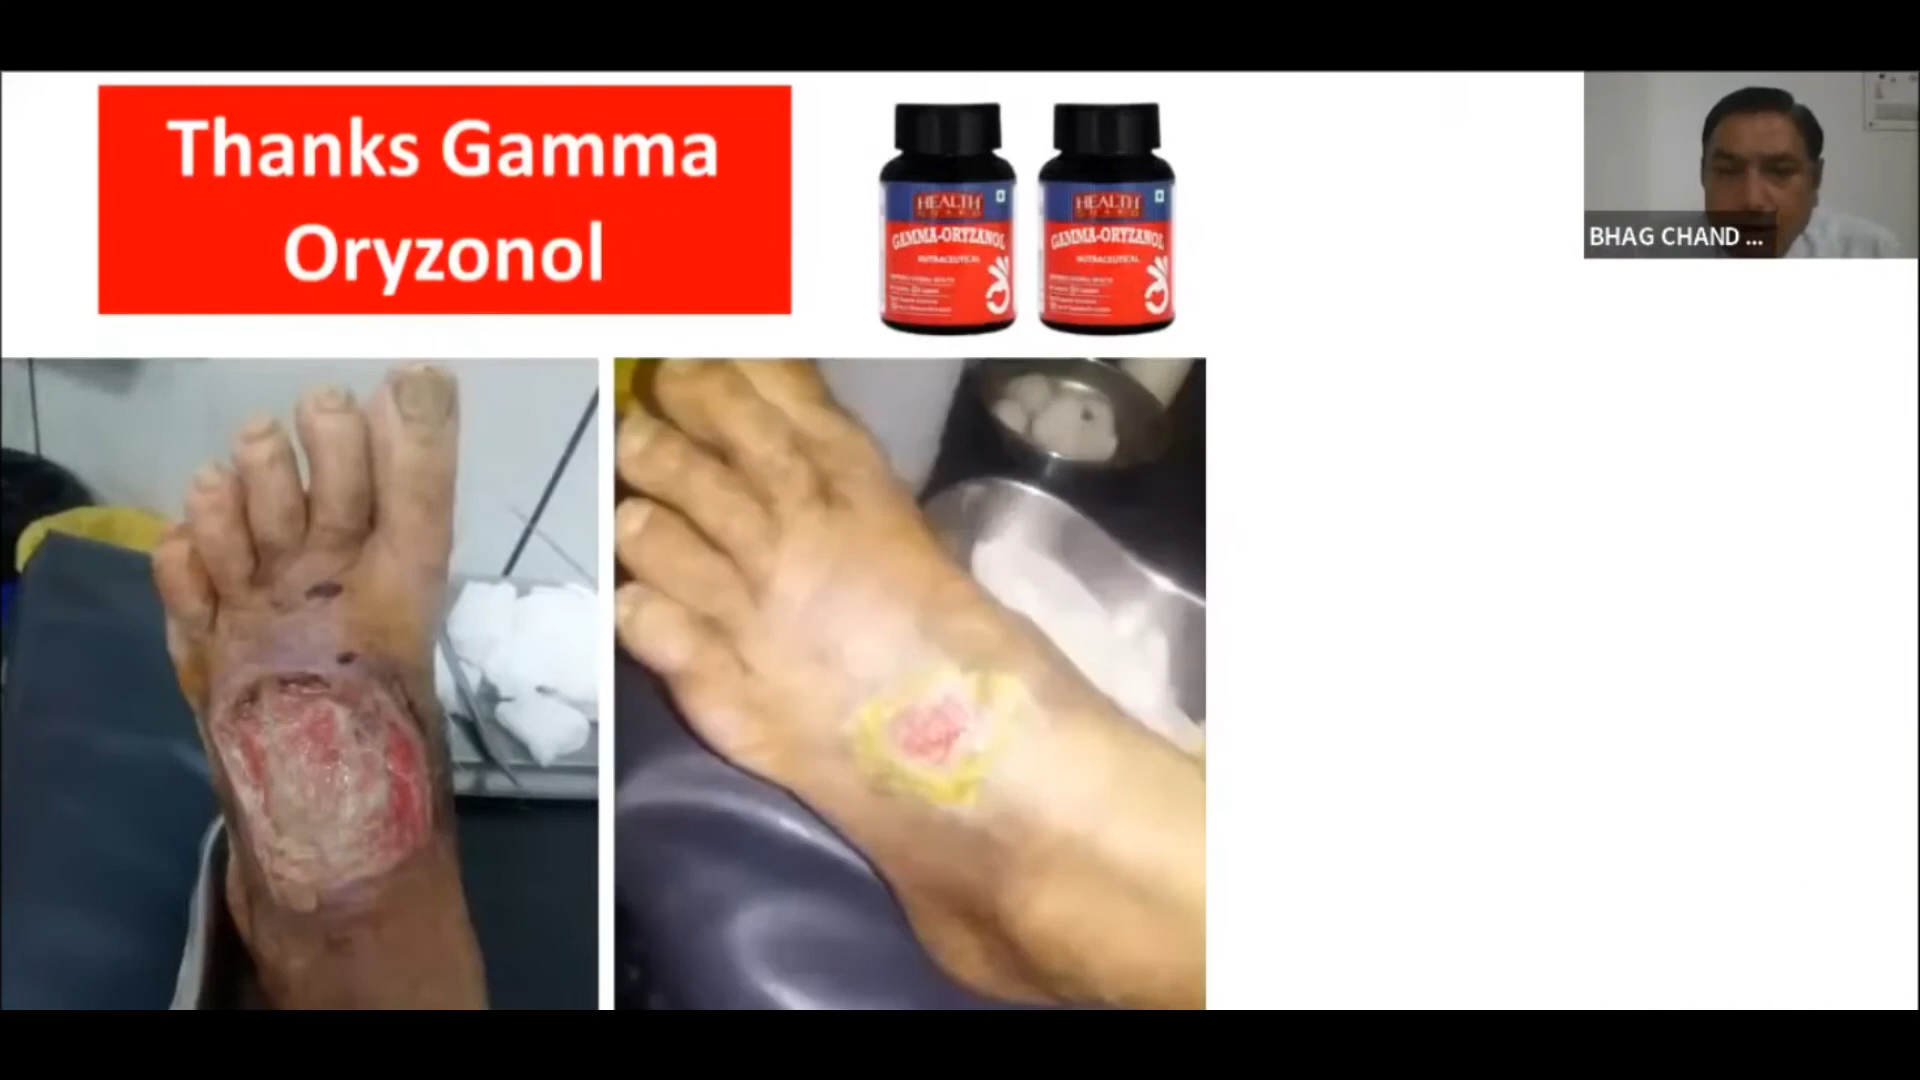 Thanks Gamma
Oryzonol
HEALTH
GAMMA-ORYZANOL
NUTRACEUTICAL
HEALTH
GAMMA-ORYZANOL
NUTRACEUTICAL
BHAG CHAND ...